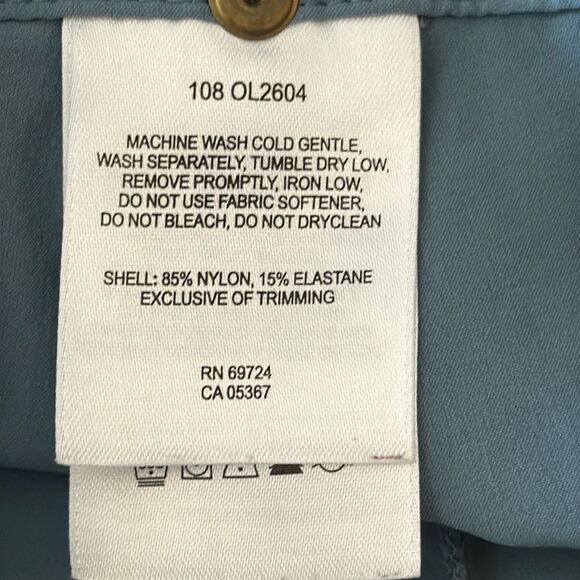 108 OL2604
MACHINE WASH COLD GENTLE,
WASH SEPARATELY, TUMBLE DRY LOW,
REMOVE PROMPTLY, IRON LOW,
DO NOT USE FABRIC SOFTENER,
DO NOT BLEACH, DO NOT DRYCLEAN
SHELL: 85% NYLON, 15% ELASTANE
EXCLUSIVE OF TRIMMING
RN 69724
CA 05367